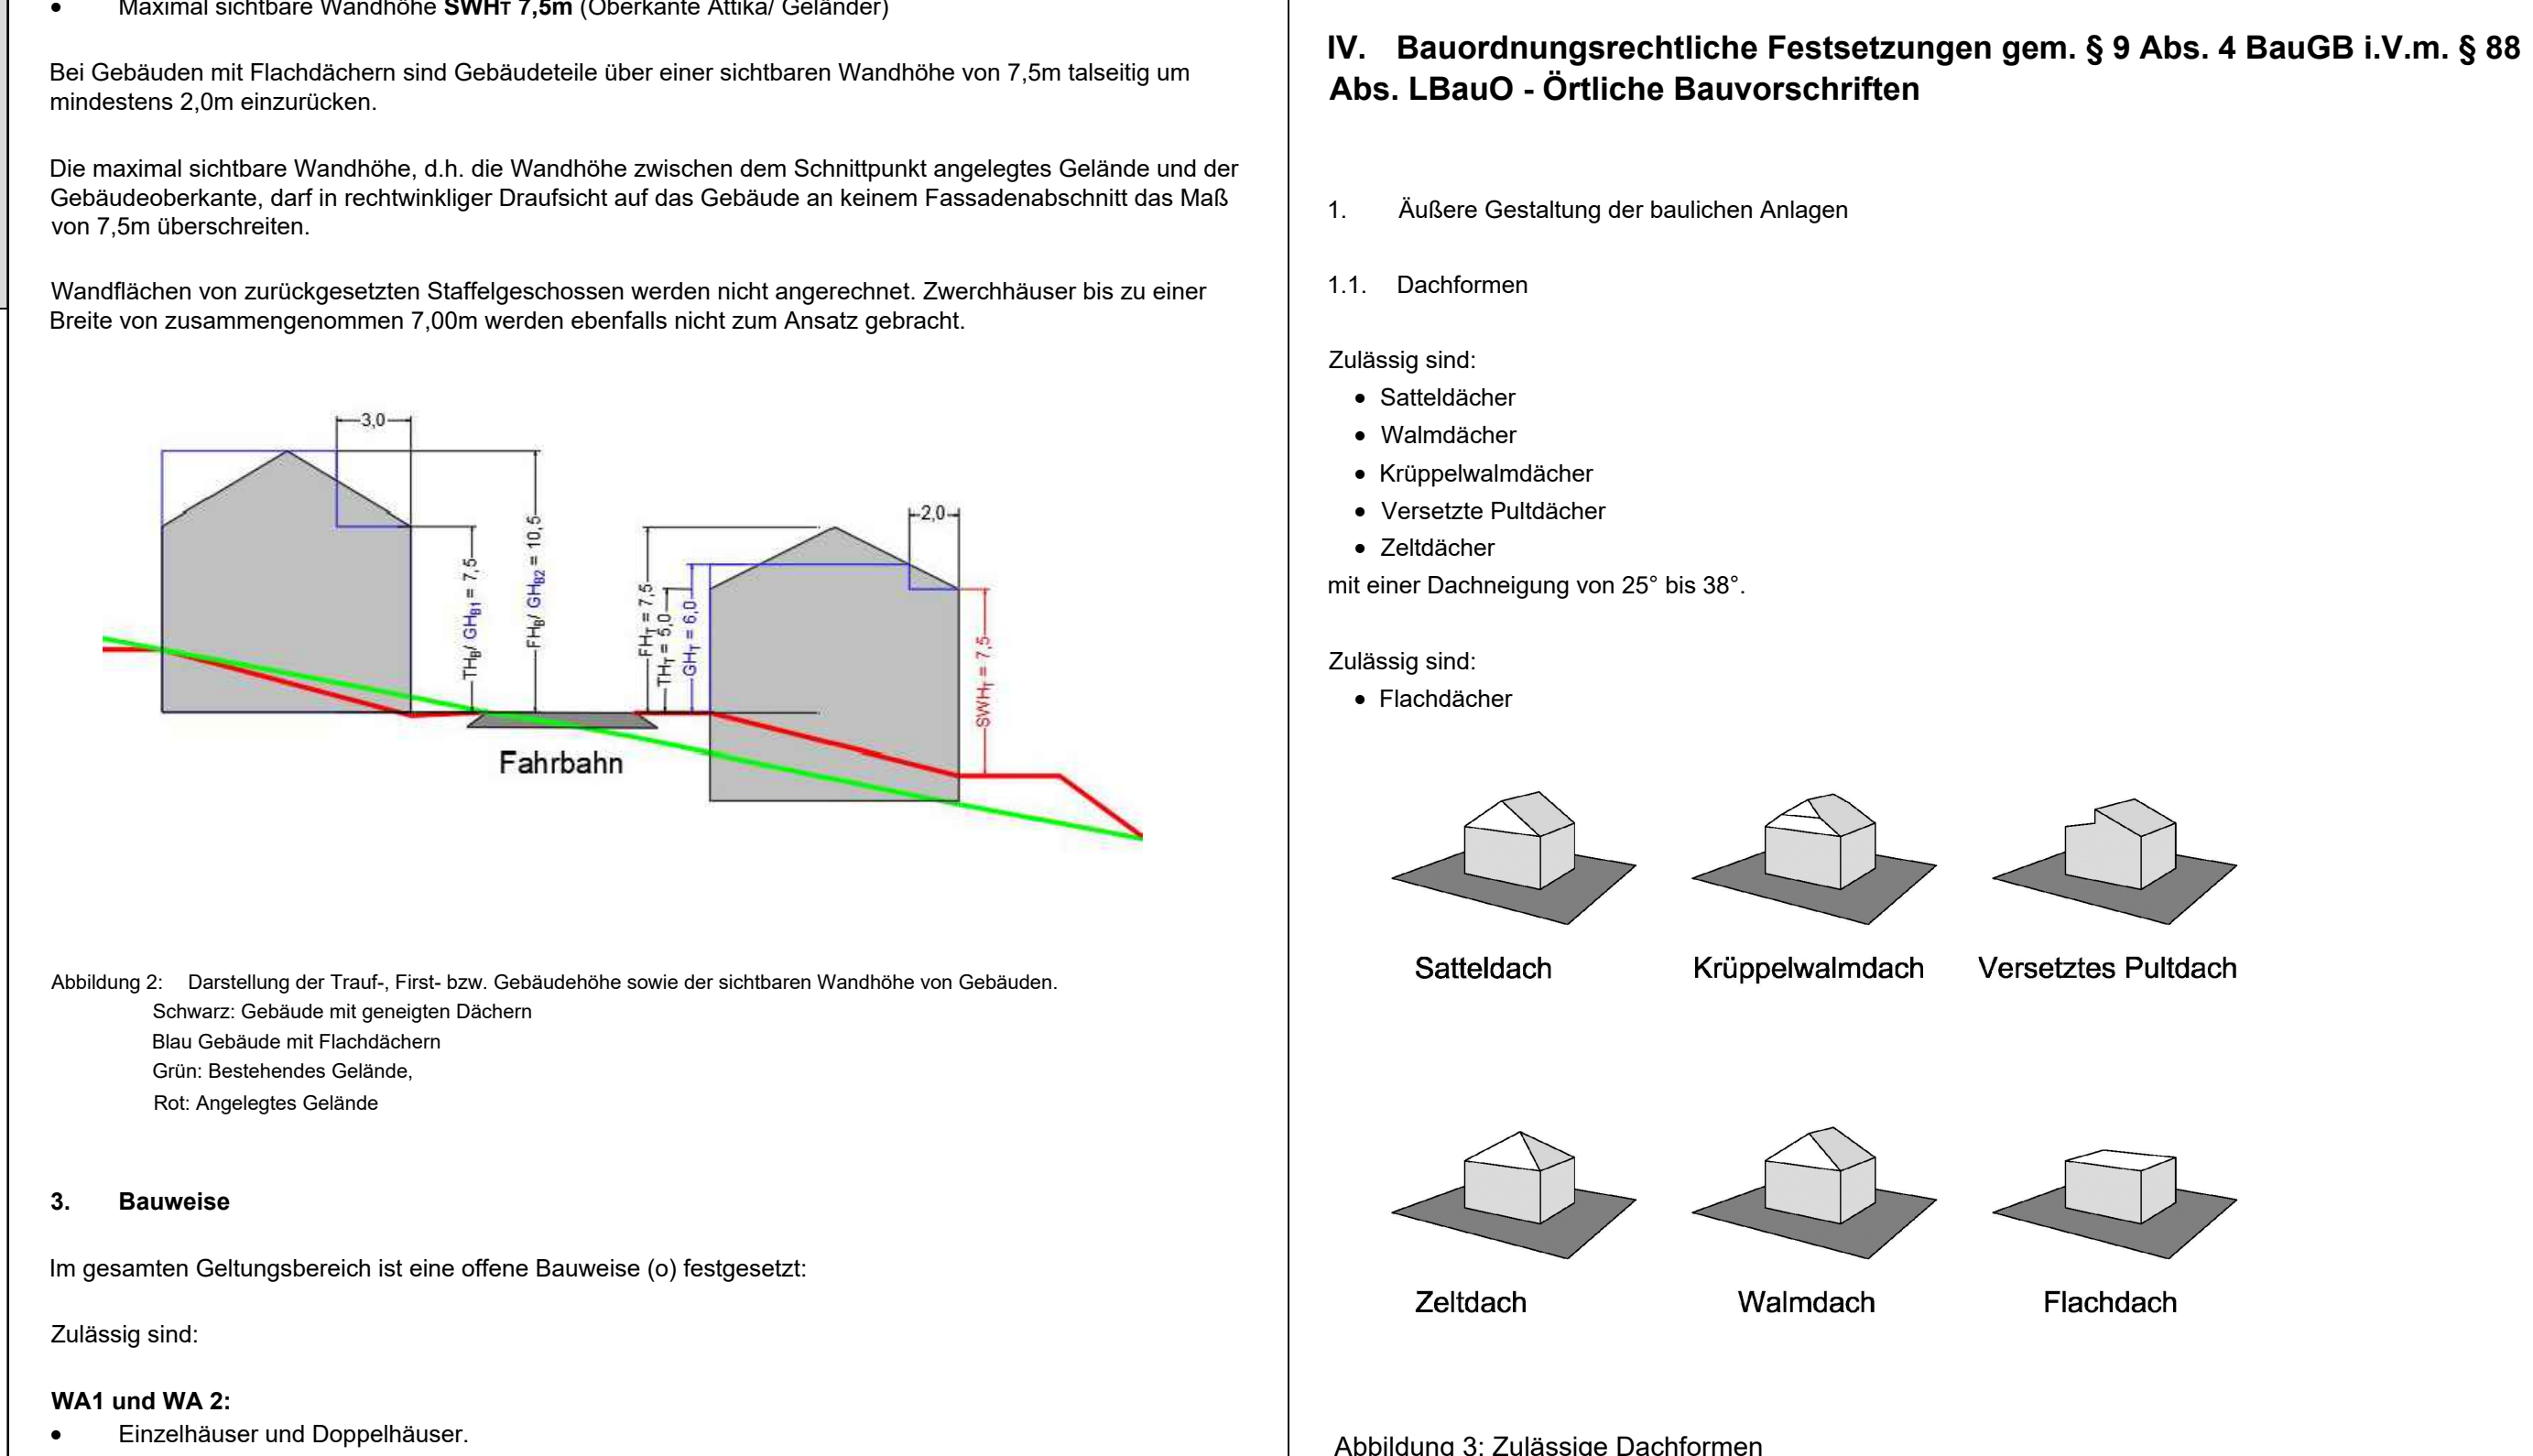 • Maximal sichtbare Wandhöhe SWHT 7,5m (Oberkante Attika/ Geländer)
Bei Gebäuden mit Flachdächern sind Gebäudeteile über einer sichtbaren Wandhöhe von 7,5m talseitig um
mindestens 2,0m einzurücken.
Die maximal sichtbare Wandhöhe, d.h. die Wandhöhe zwischen dem Schnittpunkt angelegtes Gelände und der
Gebäudeoberkante, darf in rechtwinkliger Draufsicht auf das Gebäude an keinem Fassadenabschnitt das Maß
von 7,5m überschreiten.
Wandflächen von zurückgesetzten Staffelgeschossen werden nicht angerechnet. Zwerchhäuser bis zu einer
Breite von zusammengenommen 7,00m werden ebenfalls nicht zum Ansatz gebracht.
3,0
THB/ GHB1 = 7,5
FHB/ GHB2 = 10,5
FHT = 7,5
THT = 5,0
GHT = 6,0
2,0
SWHT = 7,5
Fahrbahn
Abbildung 2: Darstellung der Trauf-, First- bzw. Gebäudehöhe sowie der sichtbaren Wandhöhe von Gebäuden.
Schwarz: Gebäude mit geneigten Dächern
Blau Gebäude mit Flachdächern
Grün: Bestehendes Gelände,
Rot: Angelegtes Gelände
3. Bauweise
Im gesamten Geltungsbereich ist eine offene Bauweise (o) festgesetzt:
Zulässig sind:
WA1 und WA 2:
• Einzelhäuser und Doppelhäuser.
IV. Bauordnungsrechtliche Festsetzungen gem. § 9 Abs. 4 BauGB i.V.m. § 88
Abs. LBauO - Örtliche Bauvorschriften
1. Äußere Gestaltung der baulichen Anlagen
1.1. Dachformen
Zulässig sind:
• Satteldächer
• Walmdächer
• Krüppelwalmdächer
• Versetzte Pultdächer
• Zeltdächer
mit einer Dachneigung von 25° bis 38°.
Zulässig sind:
• Flachdächer
Satteldach Krüppelwalmdach Versetztes Pultdach
Zeltdach Walmdach Flachdach
Abbildung 3: Zulässige Dachformen